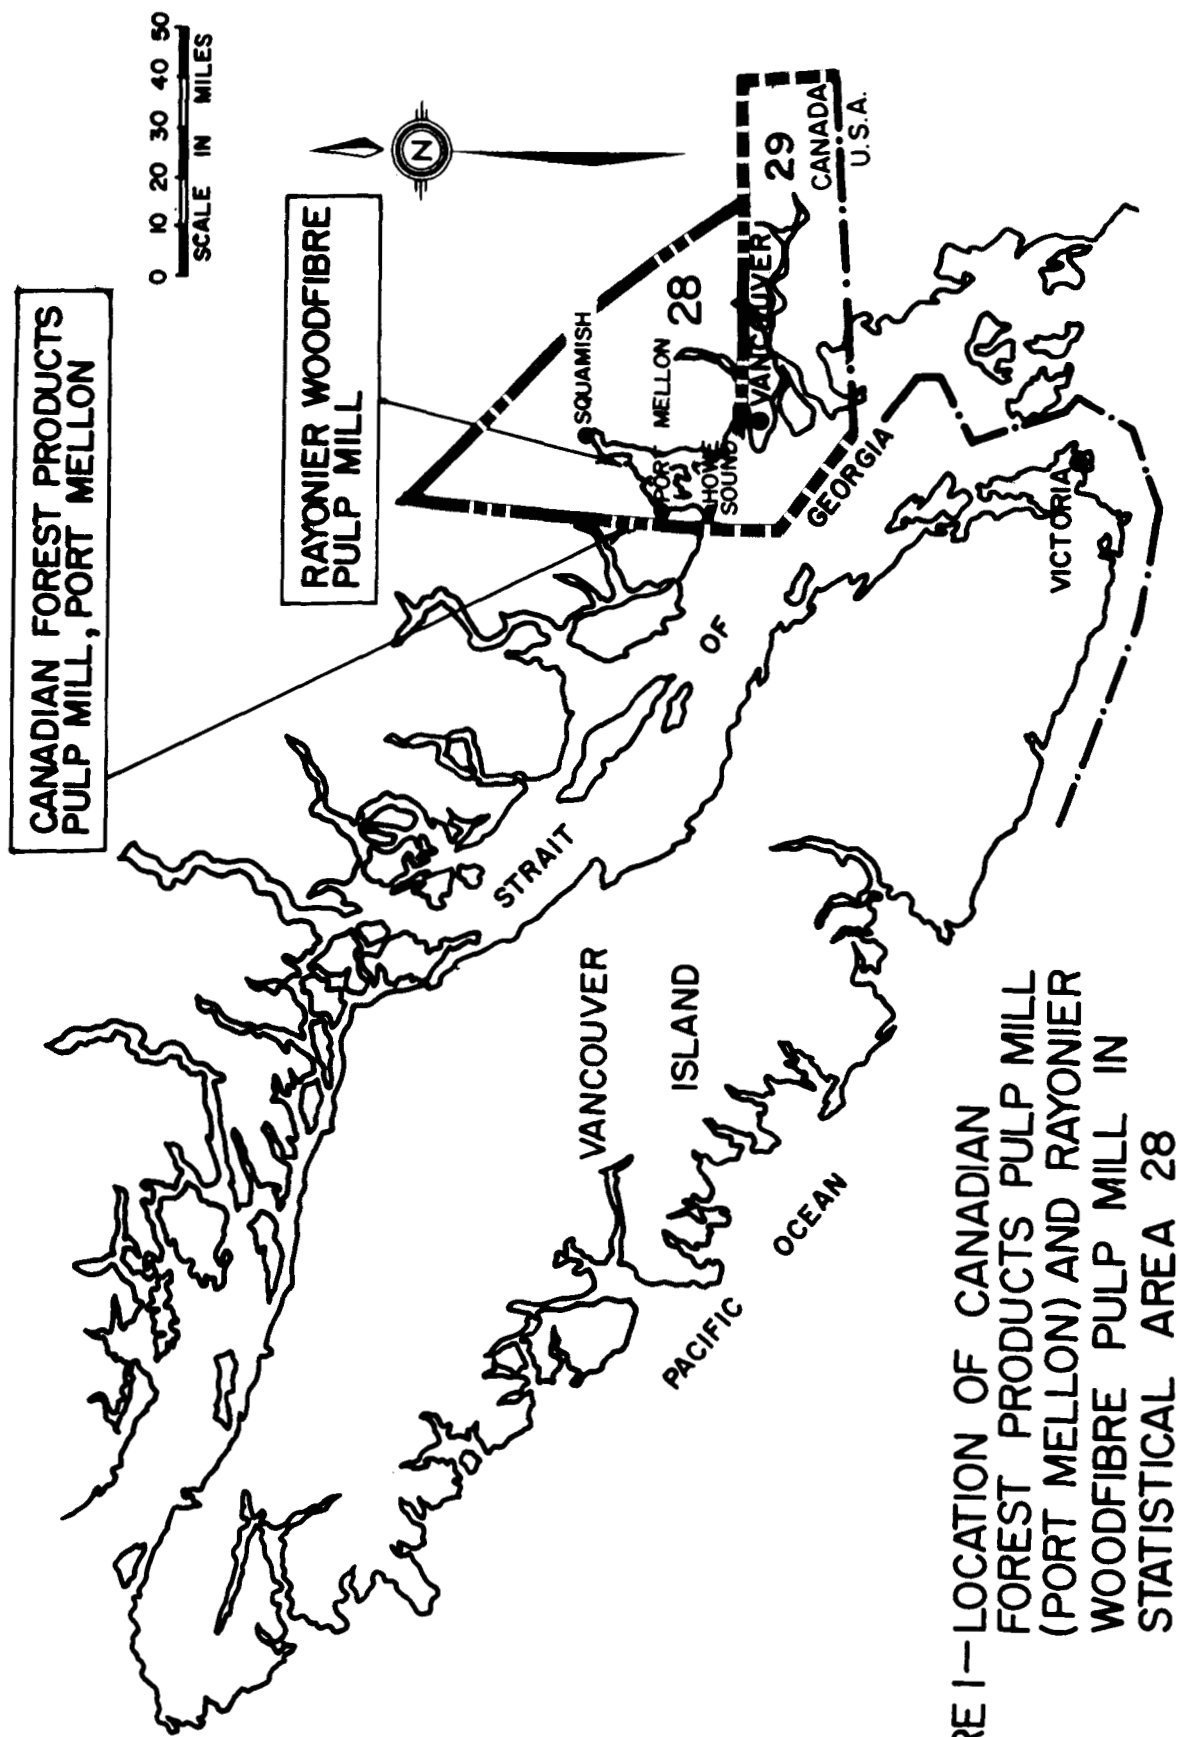 CANADIAN FOREST PRODUCTS
PULP MILL, PORT MELLON
RAYONIER WOODFIBRE
PULP MILL
0 10 20 30 40 50
SCALE IN MILES
N
SQUAMISH
PORT MELLON
28
HOWE
SOUND
VANCOUVER
29
CANADA
U.S.A.
STRAIT
OF
GEORGIA
VICTORIA
VANCOUVER
ISLAND
PACIFIC
OCEAN
RE 1—LOCATION OF CANADIAN
FOREST PRODUCTS PULP MILL
(PORT MELLON) AND RAYONIER
WOODFIBRE PULP MILL IN
STATISTICAL AREA 28